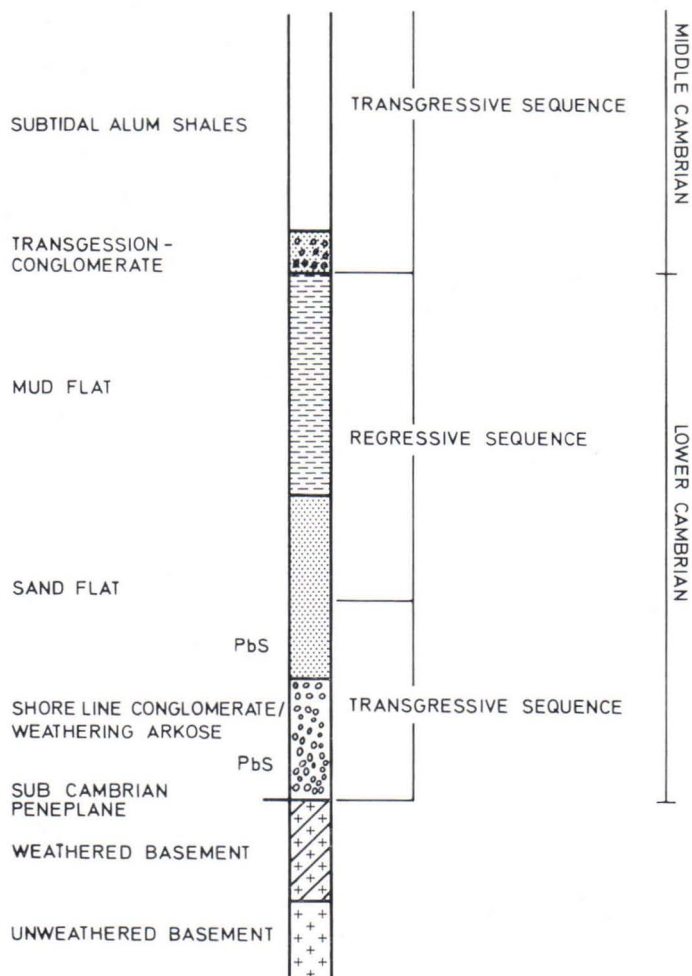 SUBTIDAL ALUM SHALES
TRANSGESSION-
CONGLOMERATE
MUD FLAT
SAND FLAT
PbS
SHORE LINE CONGLOMERATE/
WEATHERING ARKOSE
PbS
SUB CAMBRIAN
PENEPLANE
WEATHERED BASEMENT
UNWEATHERED BASEMENT
TRANSGRESSIVE SEQUENCE
REGRESSIVE SEQUENCE
TRANSGRESSIVE SEQUENCE
MIDDLE CAMBRIAN
LOWER CAMBRIAN